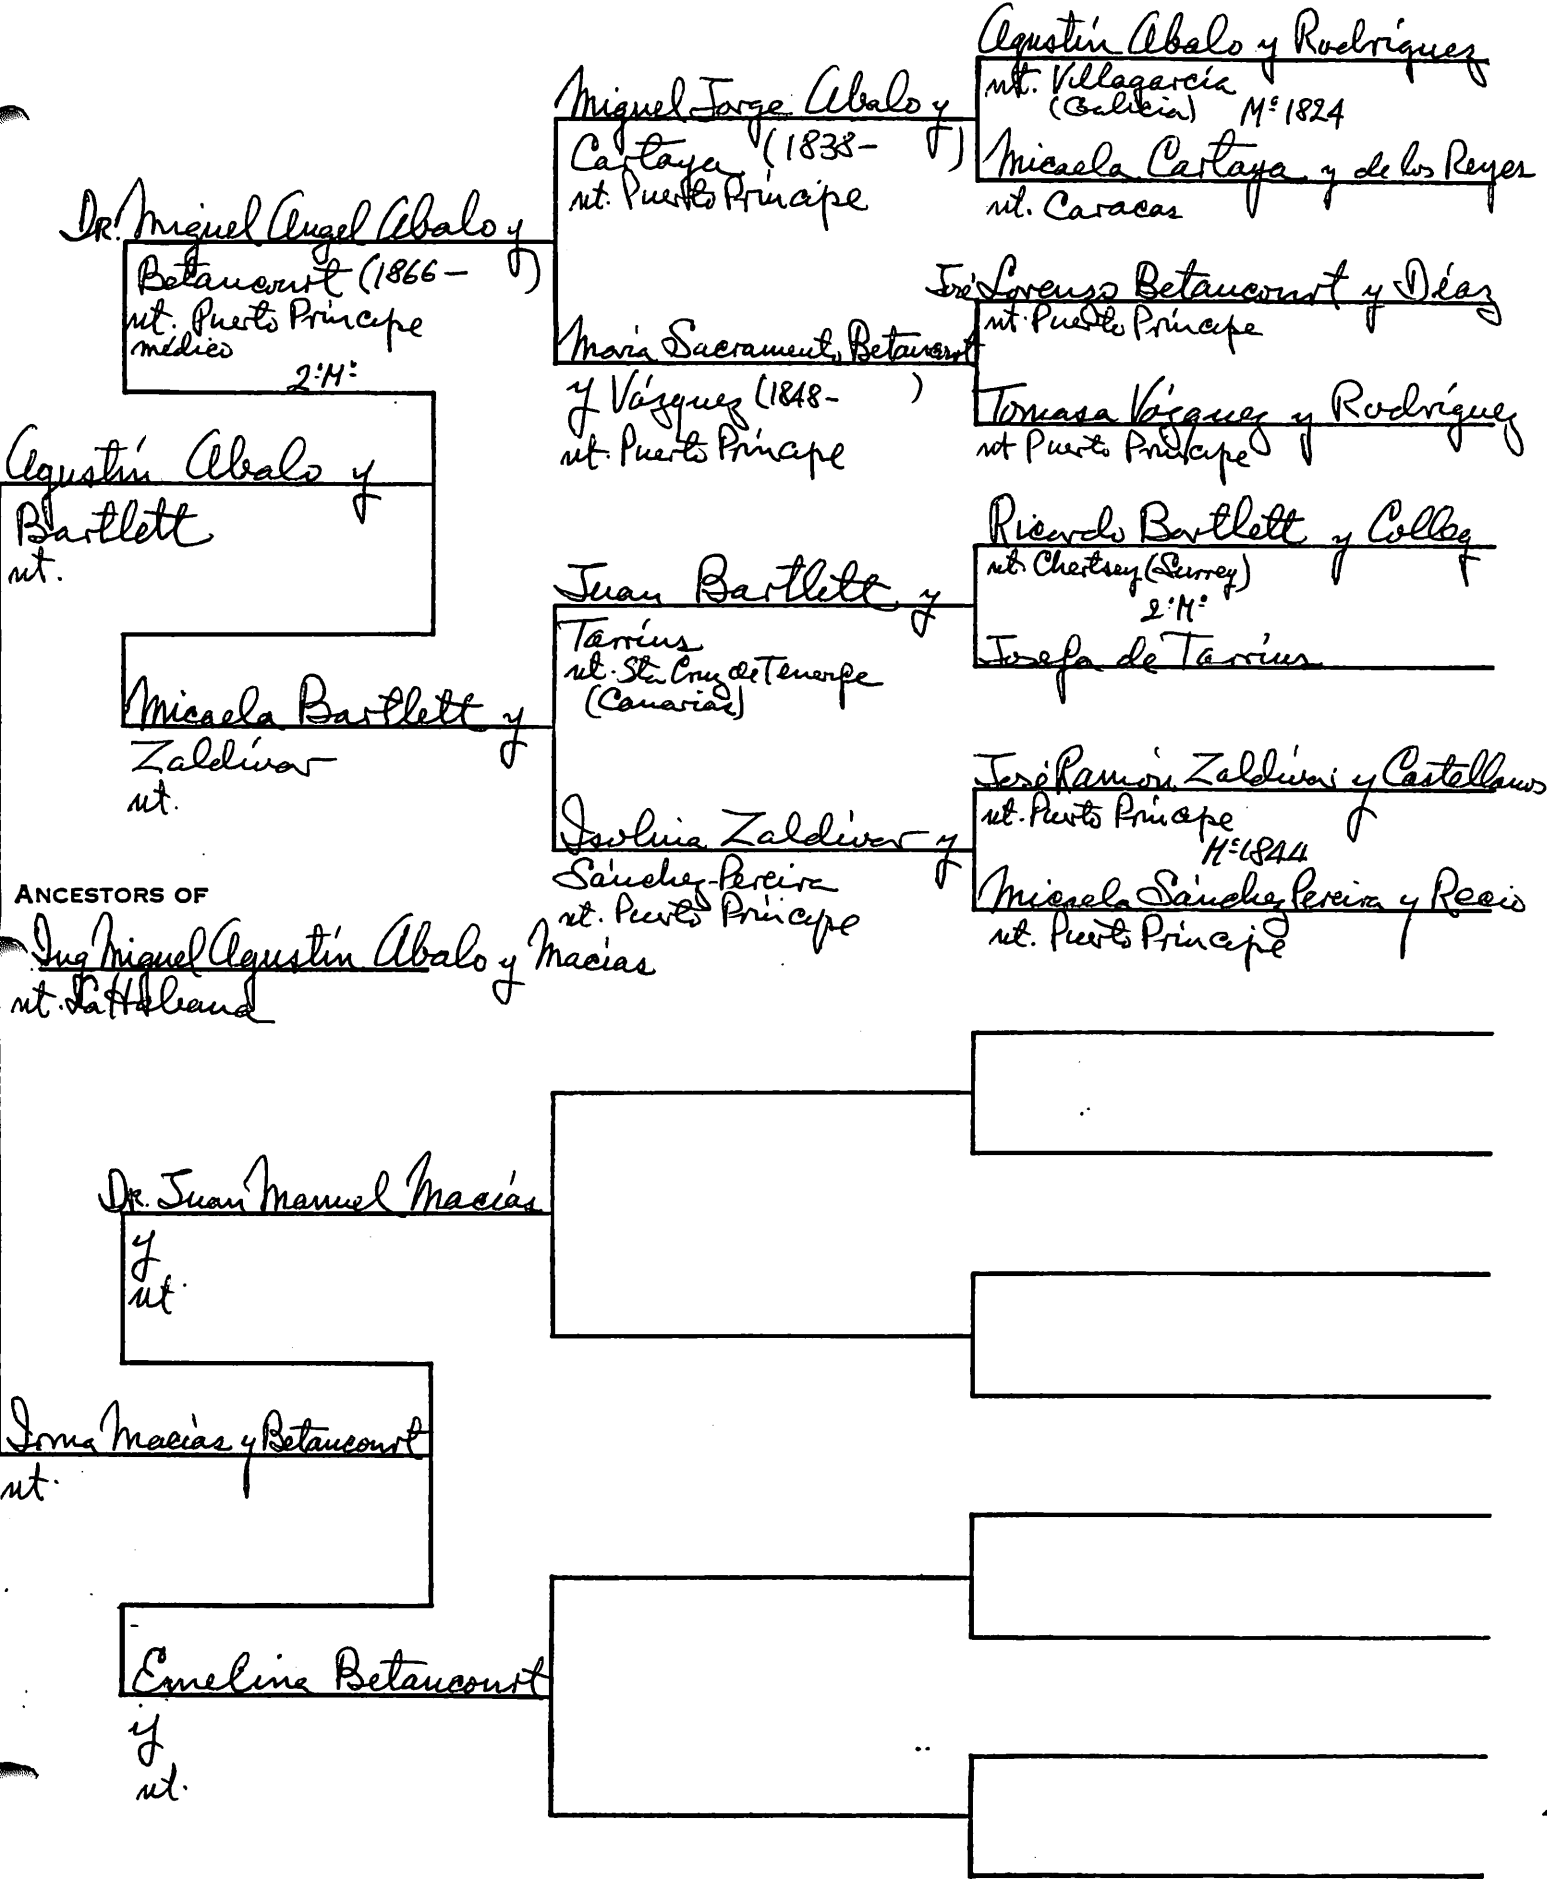 Agustín Abalo y Rodríguez
nt. Villagarcía
(Galicia) Mº 1824
Miguel Jorge Abalo y
Cartaya (1838- )
nt. Puerto Príncipe
Micaela Cartaya y de los Reyes
nt. Caracas
Dr. Miguel Angel Abalo y
Betancourt (1866- )
nt. Puerto Príncipe
médico
2º Mº
José Lorenzo Betancourt y Díaz
nt. Puerto Príncipe
María Sacramento Betancourt
y Vázquez (1848- )
nt. Puerto Príncipe
Tomasa Vázquez y Rodríguez
nt Puerto Príncipe
Agustín Abalo y
Bartlett
nt.
Ricardo Bartlett y Colleg
nt. Chertsey (Surrey)
2º Mº
Juan Bartlett y
Tarrius
nt. Sta Cruz de Tenerife
(Canarias)
Josefa de Tarrius
Micaela Bartlett y
Zaldívar
nt.
José Ramón Zaldívar y Castellanos
nt. Puerto Príncipe
Mº 1844
Isolina Zaldívar y
Sánchez-Pereira
nt. Puerto Príncipe
Micaela Sánchez Pereira y Recio
nt. Puerto Príncipe
ANCESTORS OF
Ing Miguel Agustín Abalo y Macías
nt. La Habana
Dr. Juan Manuel Macías
y
nt.
Irma Macías y Betancourt
nt.
Emelina Betancourt
y
nt.